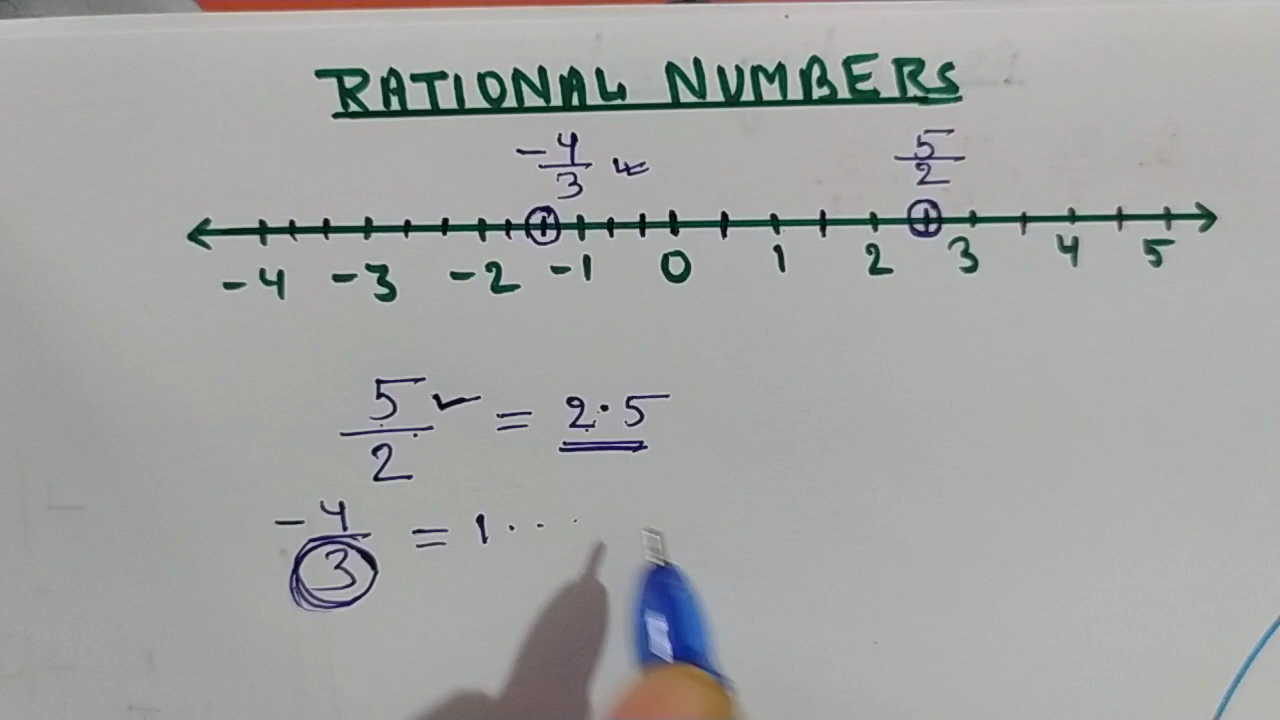 RATIONAL NUMBERS
-4/3 5/2
-4 -3 -2 -1 0 1 2 3 4 5
5/2 ✓ = 2.5
-4/3 = 1...